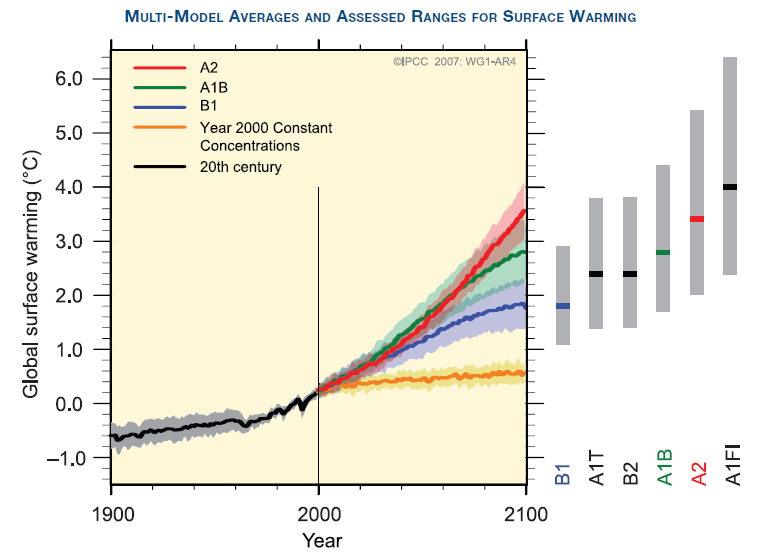 MULTI-MODEL AVERAGES AND ASSESSED RANGES FOR SURFACE WARMING
©IPCC 2007: WG1-AR4
A2
A1B
B1
Year 2000 Constant
Concentrations
20th century
Global surface warming (°C)
6.0
5.0
4.0
3.0
2.0
1.0
0.0
−1.0
1900
2000
2100
Year
B1
A1T
B2
A1B
A2
A1FI